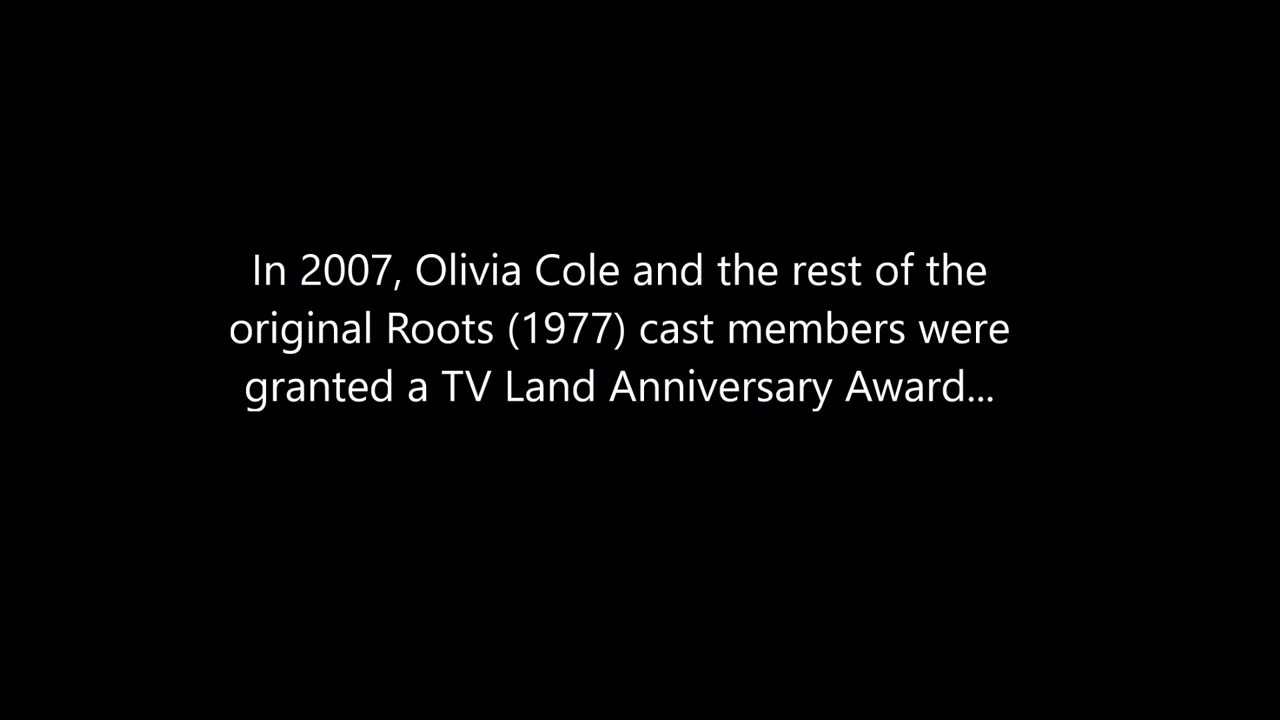 In 2007, Olivia Cole and the rest of the
original Roots (1977) cast members were
granted a TV Land Anniversary Award...